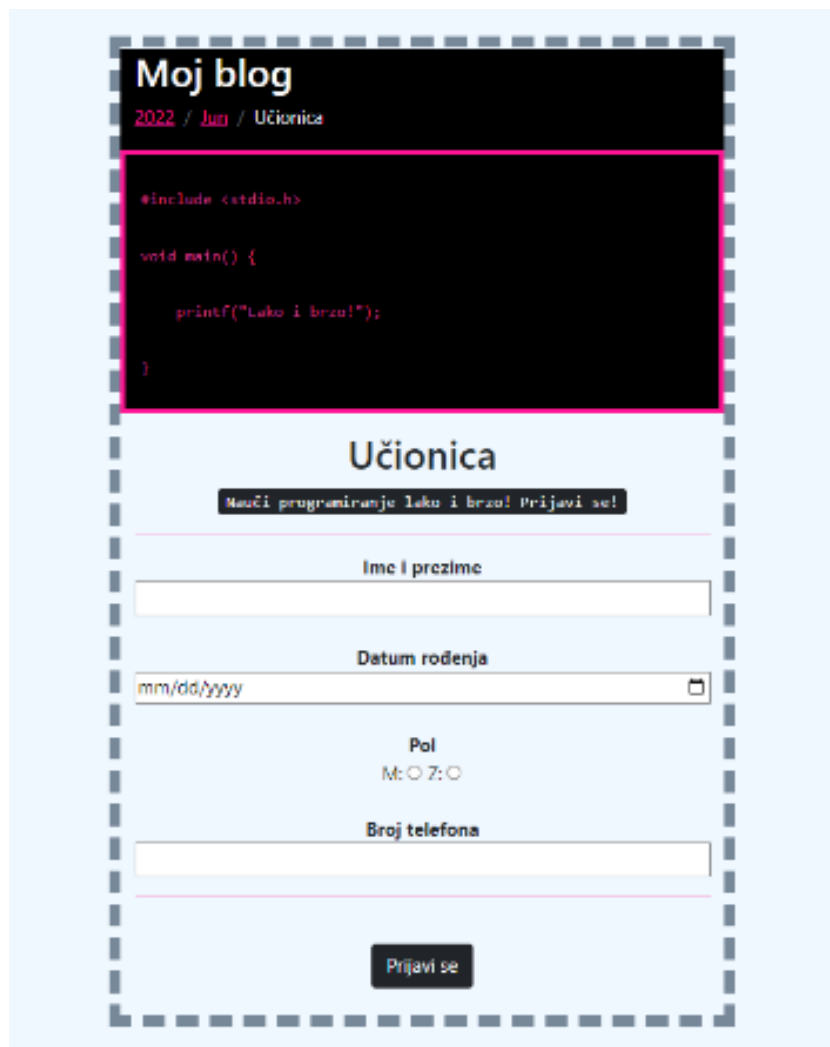 Moj blog
2022 / Jun / Učionica
#include <stdio.h>
void main() {
printf("Lako i brzo!");
}
Učionica
Nauči programiranje lako i brzo! Prijavi se!
Ime i prezime
Datum rođenja
mm/dd/yyyy
Pol
M: Z:
Broj telefona
Prijavi se